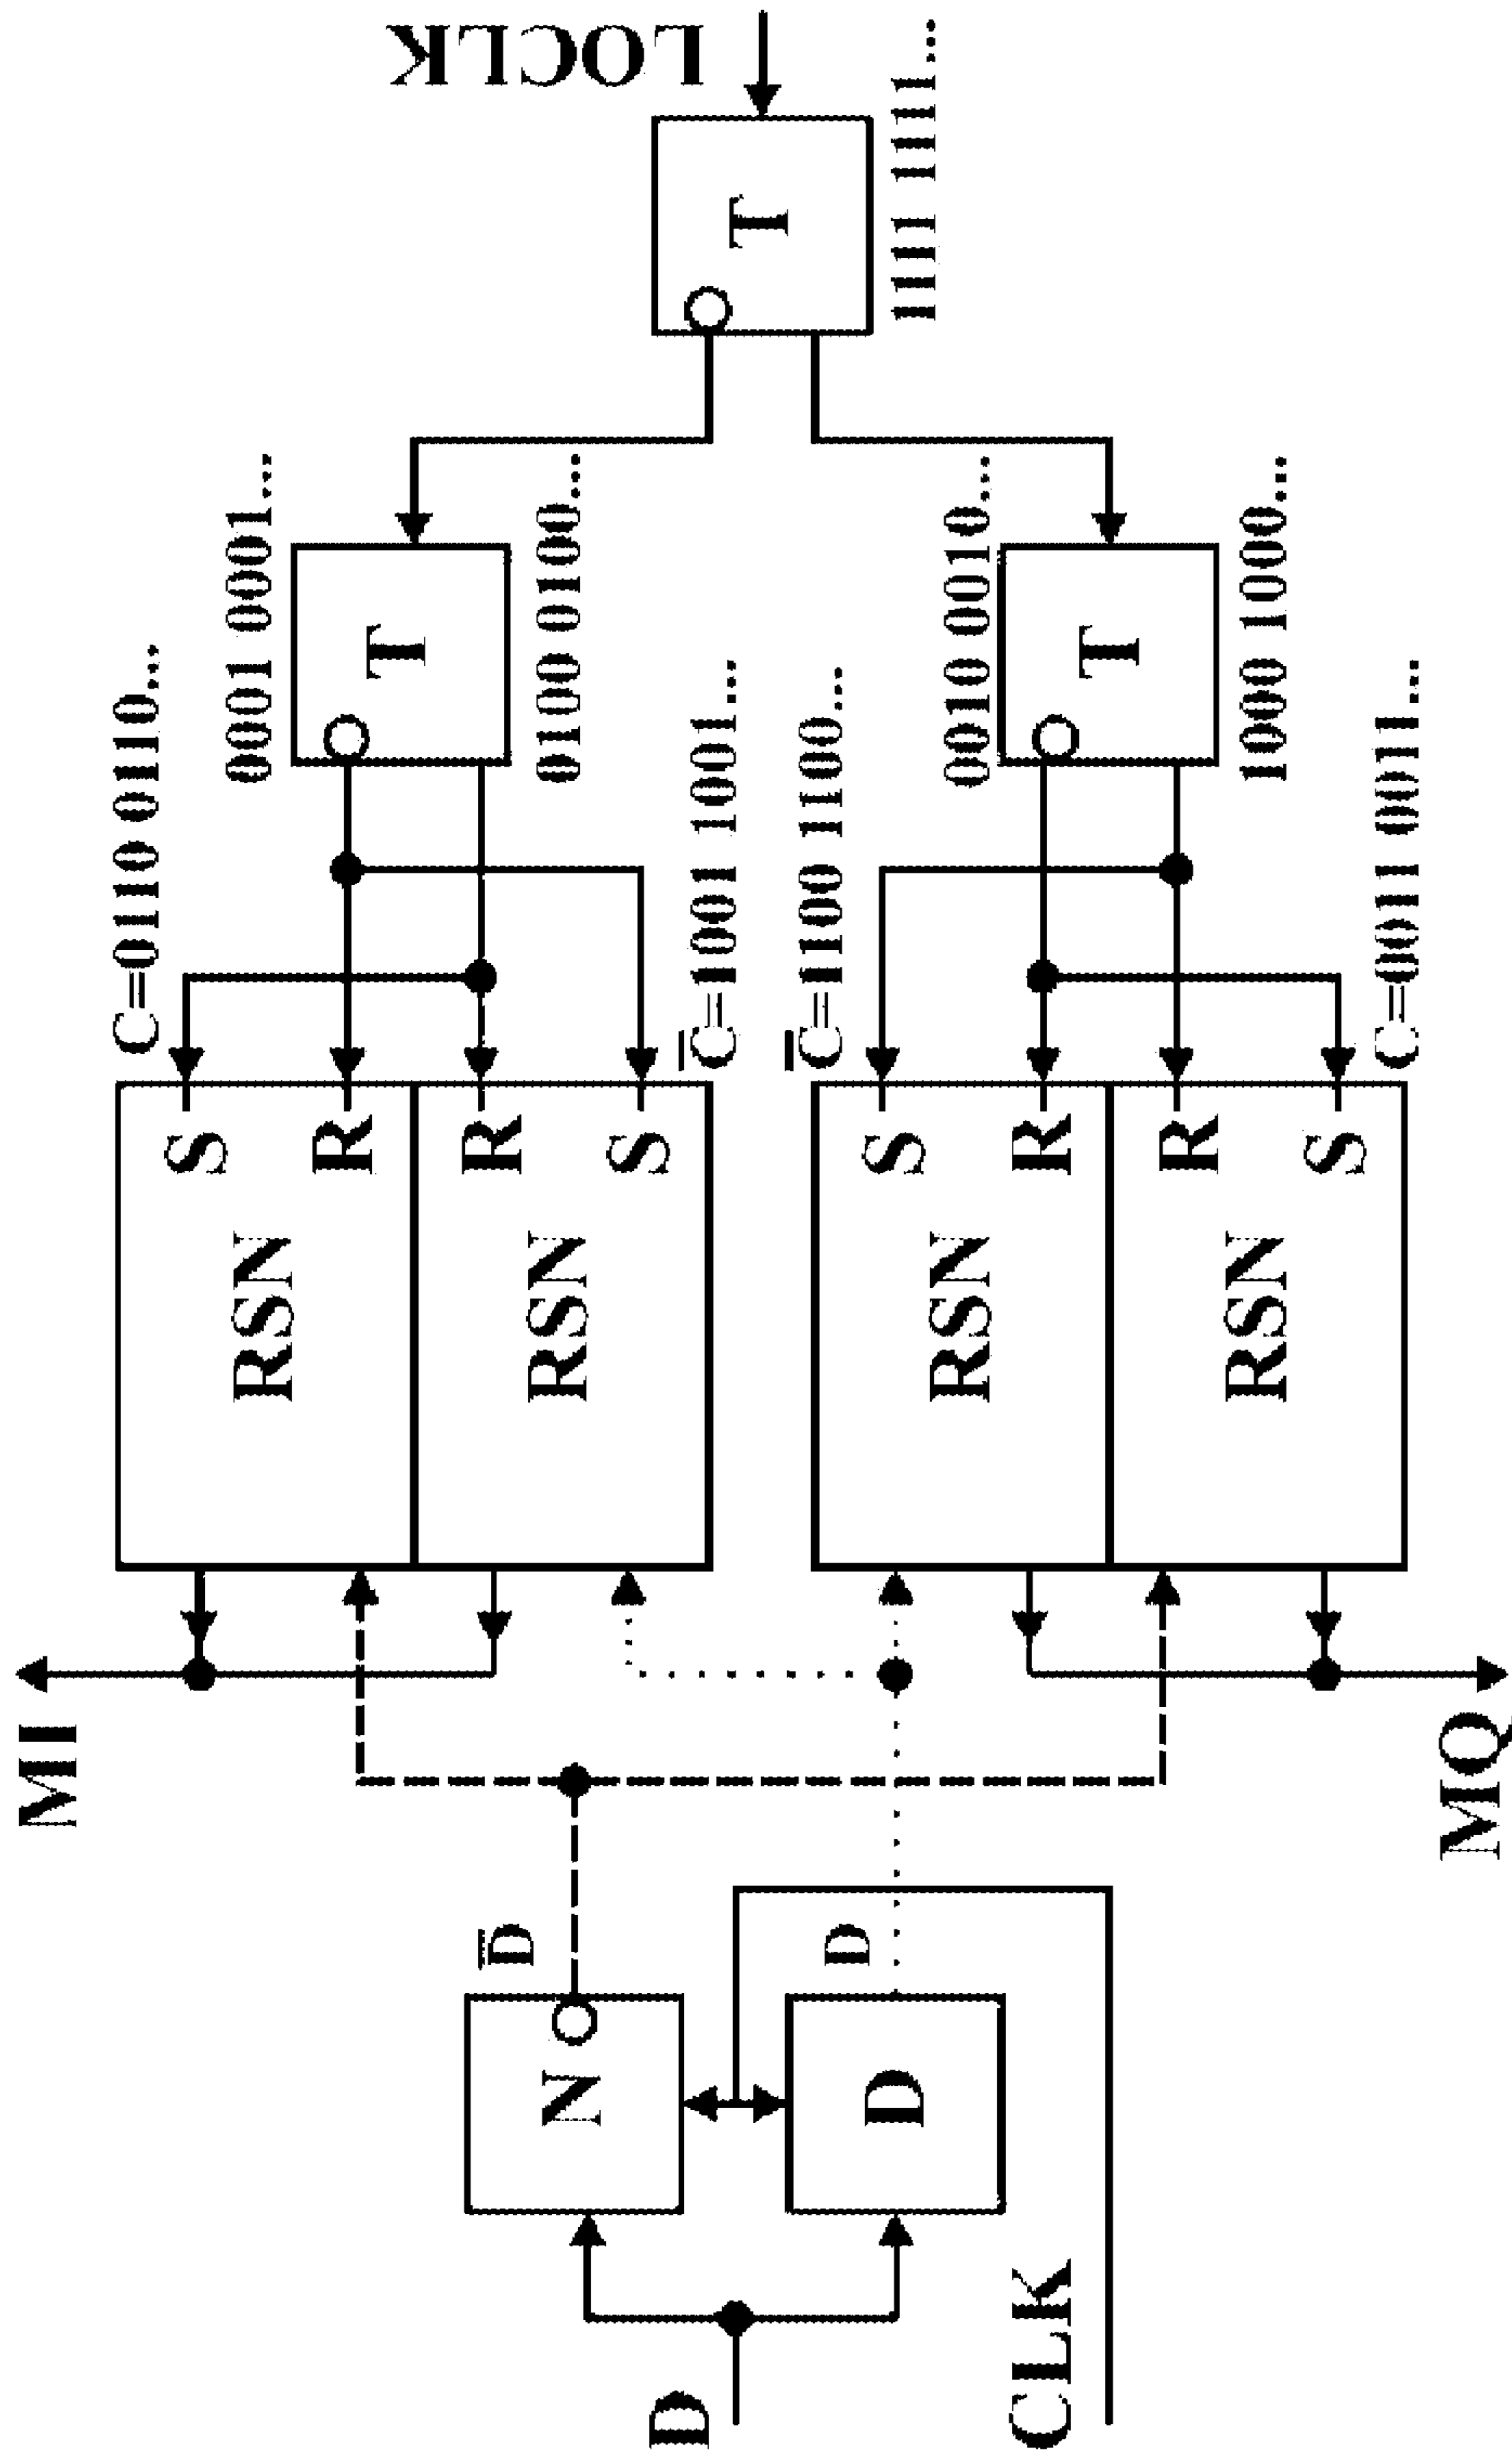 MI
C=0110 0110...
0001 0001...
S
RSN
R
T
D̅
N
RSN
R
0100 0100...
S
C̅=1001 1001...
LOCLK
D
T
C̅=1100 1100...
D
D
S
RSN
0010 0010...
1111 1111...
R
CLK
T
R
RSN
1000 1000...
S
C=0011 0011...
MQ